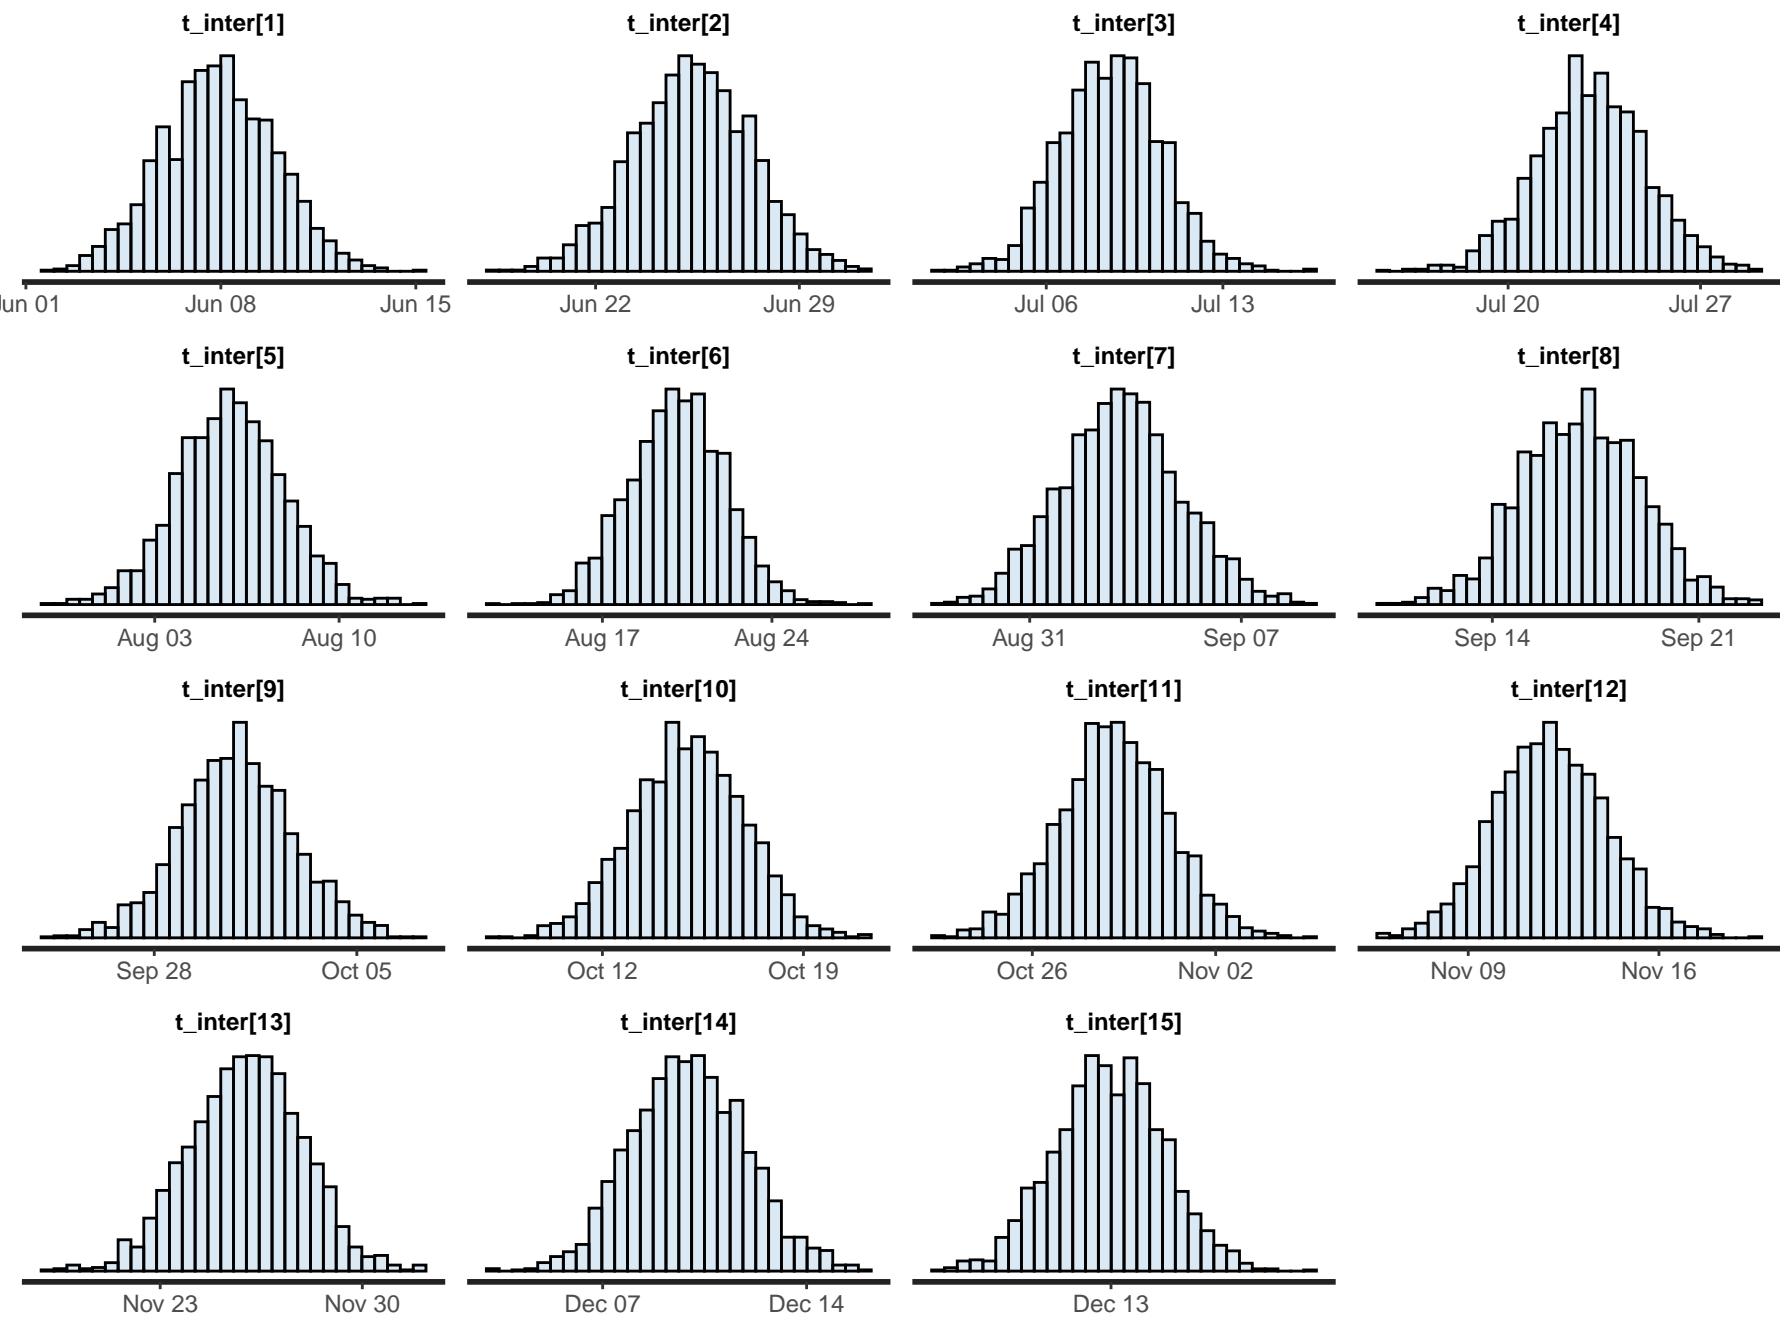 t_inter[1] t_inter[2] t_inter[3] t_inter[4]
Jun 01 Jun 08 Jun 15 Jun 22 Jun 29 Jul 06 Jul 13 Jul 20 Jul 27
t_inter[5] t_inter[6] t_inter[7] t_inter[8]
Aug 03 Aug 10 Aug 17 Aug 24 Aug 31 Sep 07 Sep 14 Sep 21
t_inter[9] t_inter[10] t_inter[11] t_inter[12]
Sep 28 Oct 05 Oct 12 Oct 19 Oct 26 Nov 02 Nov 09 Nov 16
t_inter[13] t_inter[14] t_inter[15]
Nov 23 Nov 30 Dec 07 Dec 14 Dec 13